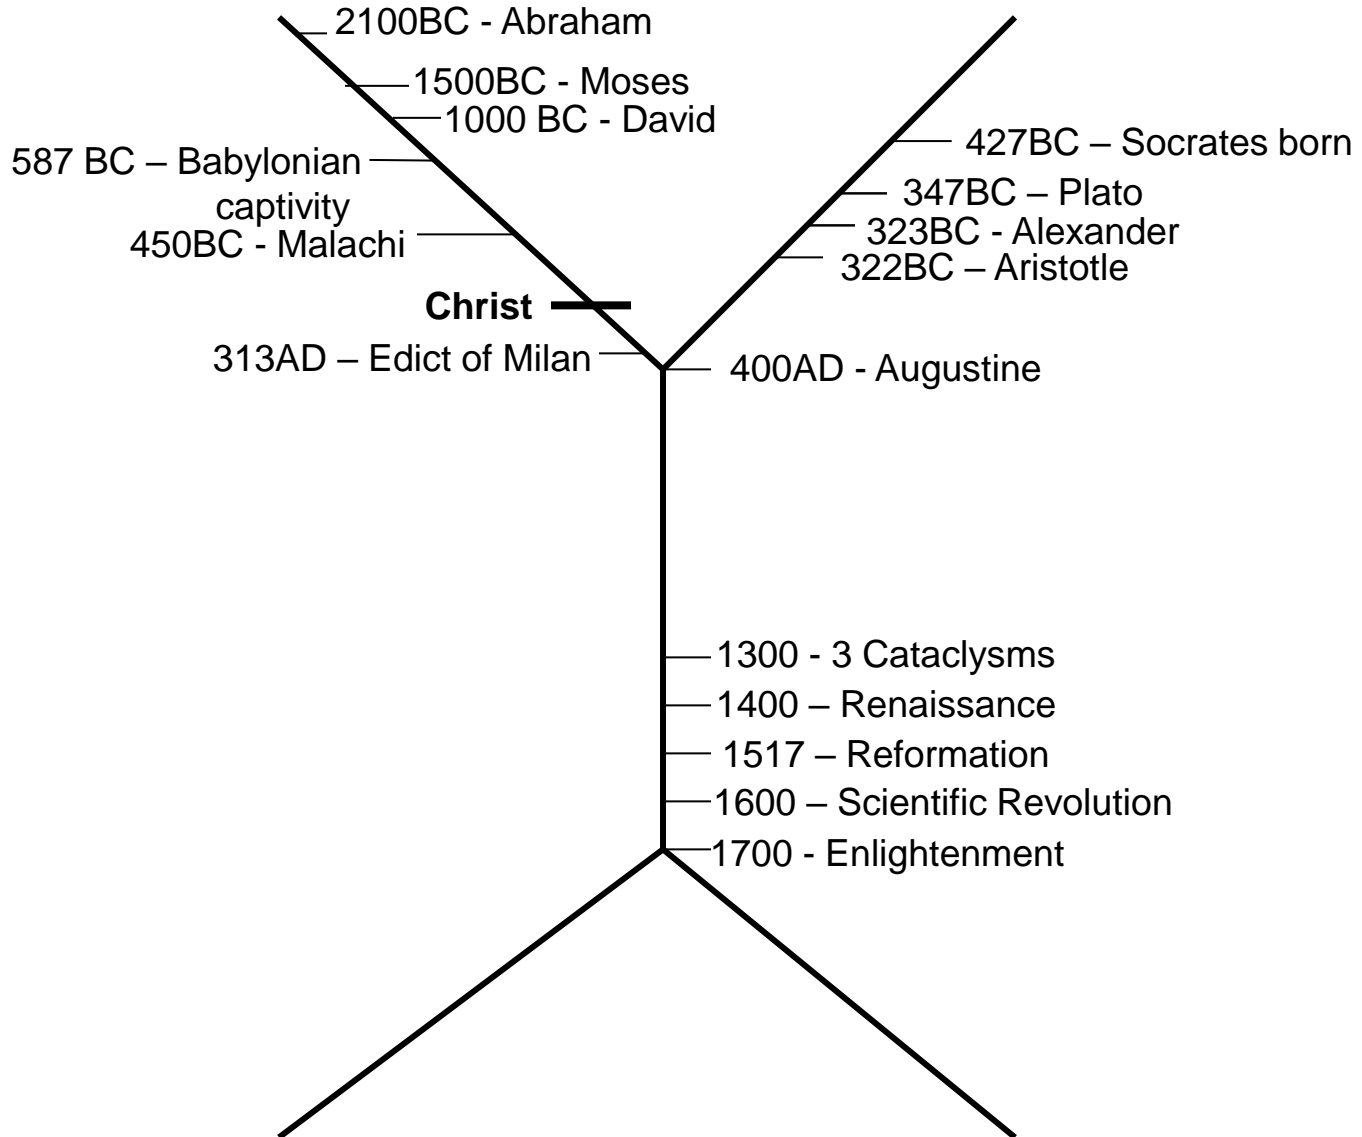 2100BC - Abraham
1500BC - Moses
1000 BC - David
587 BC – Babylonian
captivity
450BC - Malachi
Christ
313AD – Edict of Milan
427BC – Socrates born
347BC – Plato
323BC - Alexander
322BC – Aristotle
400AD - Augustine
1300 - 3 Cataclysms
1400 – Renaissance
1517 – Reformation
1600 – Scientific Revolution
1700 - Enlightenment